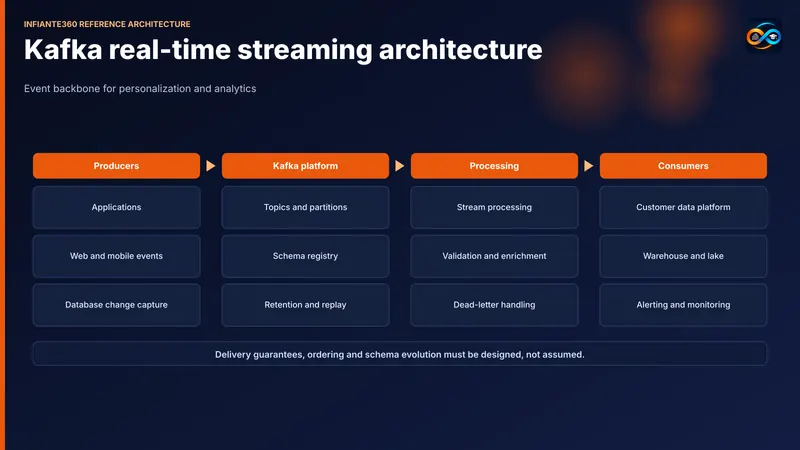 INFIANTE360 REFERENCE ARCHITECTURE
Kafka real-time streaming architecture
Event backbone for personalization and analytics
Producers
Kafka platform
Processing
Consumers
Applications
Topics and partitions
Stream processing
Customer data platform
Web and mobile events
Schema registry
Validation and enrichment
Warehouse and lake
Database change capture
Retention and replay
Dead-letter handling
Alerting and monitoring
Delivery guarantees, ordering and schema evolution must be designed, not assumed.